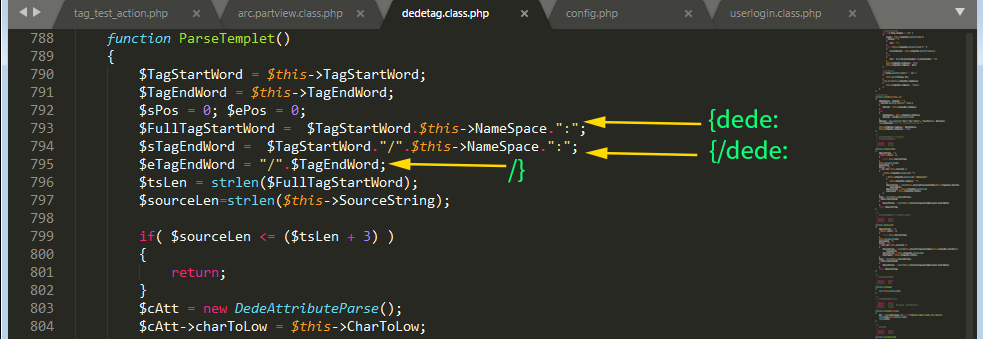 tag_test_action.php × arc.partview.class.php × dedetag.class.php × config.php × userlogin.class.php ×
788 function ParseTemplet()
789 {
790 $TagStartWord = $this->TagStartWord;
791 $TagEndWord = $this->TagEndWord;
792 $sPos = 0; $ePos = 0;
793 $FullTagStartWord =  $TagStartWord.$this->NameSpace.":"; {dede:
794 $sTagEndWord =  $TagStartWord."/".$this->NameSpace.":"; {/dede:
795 $eTagEndWord = "/".$TagEndWord; /}
796 $tsLen = strlen($FullTagStartWord);
797 $sourceLen=strlen($this->SourceString);
798
799 if( $sourceLen <= ($tsLen + 3) )
800 {
801 return;
802 }
803 $cAtt = new DedeAttributeParse();
804 $cAtt->charToLow = $this->CharToLow;